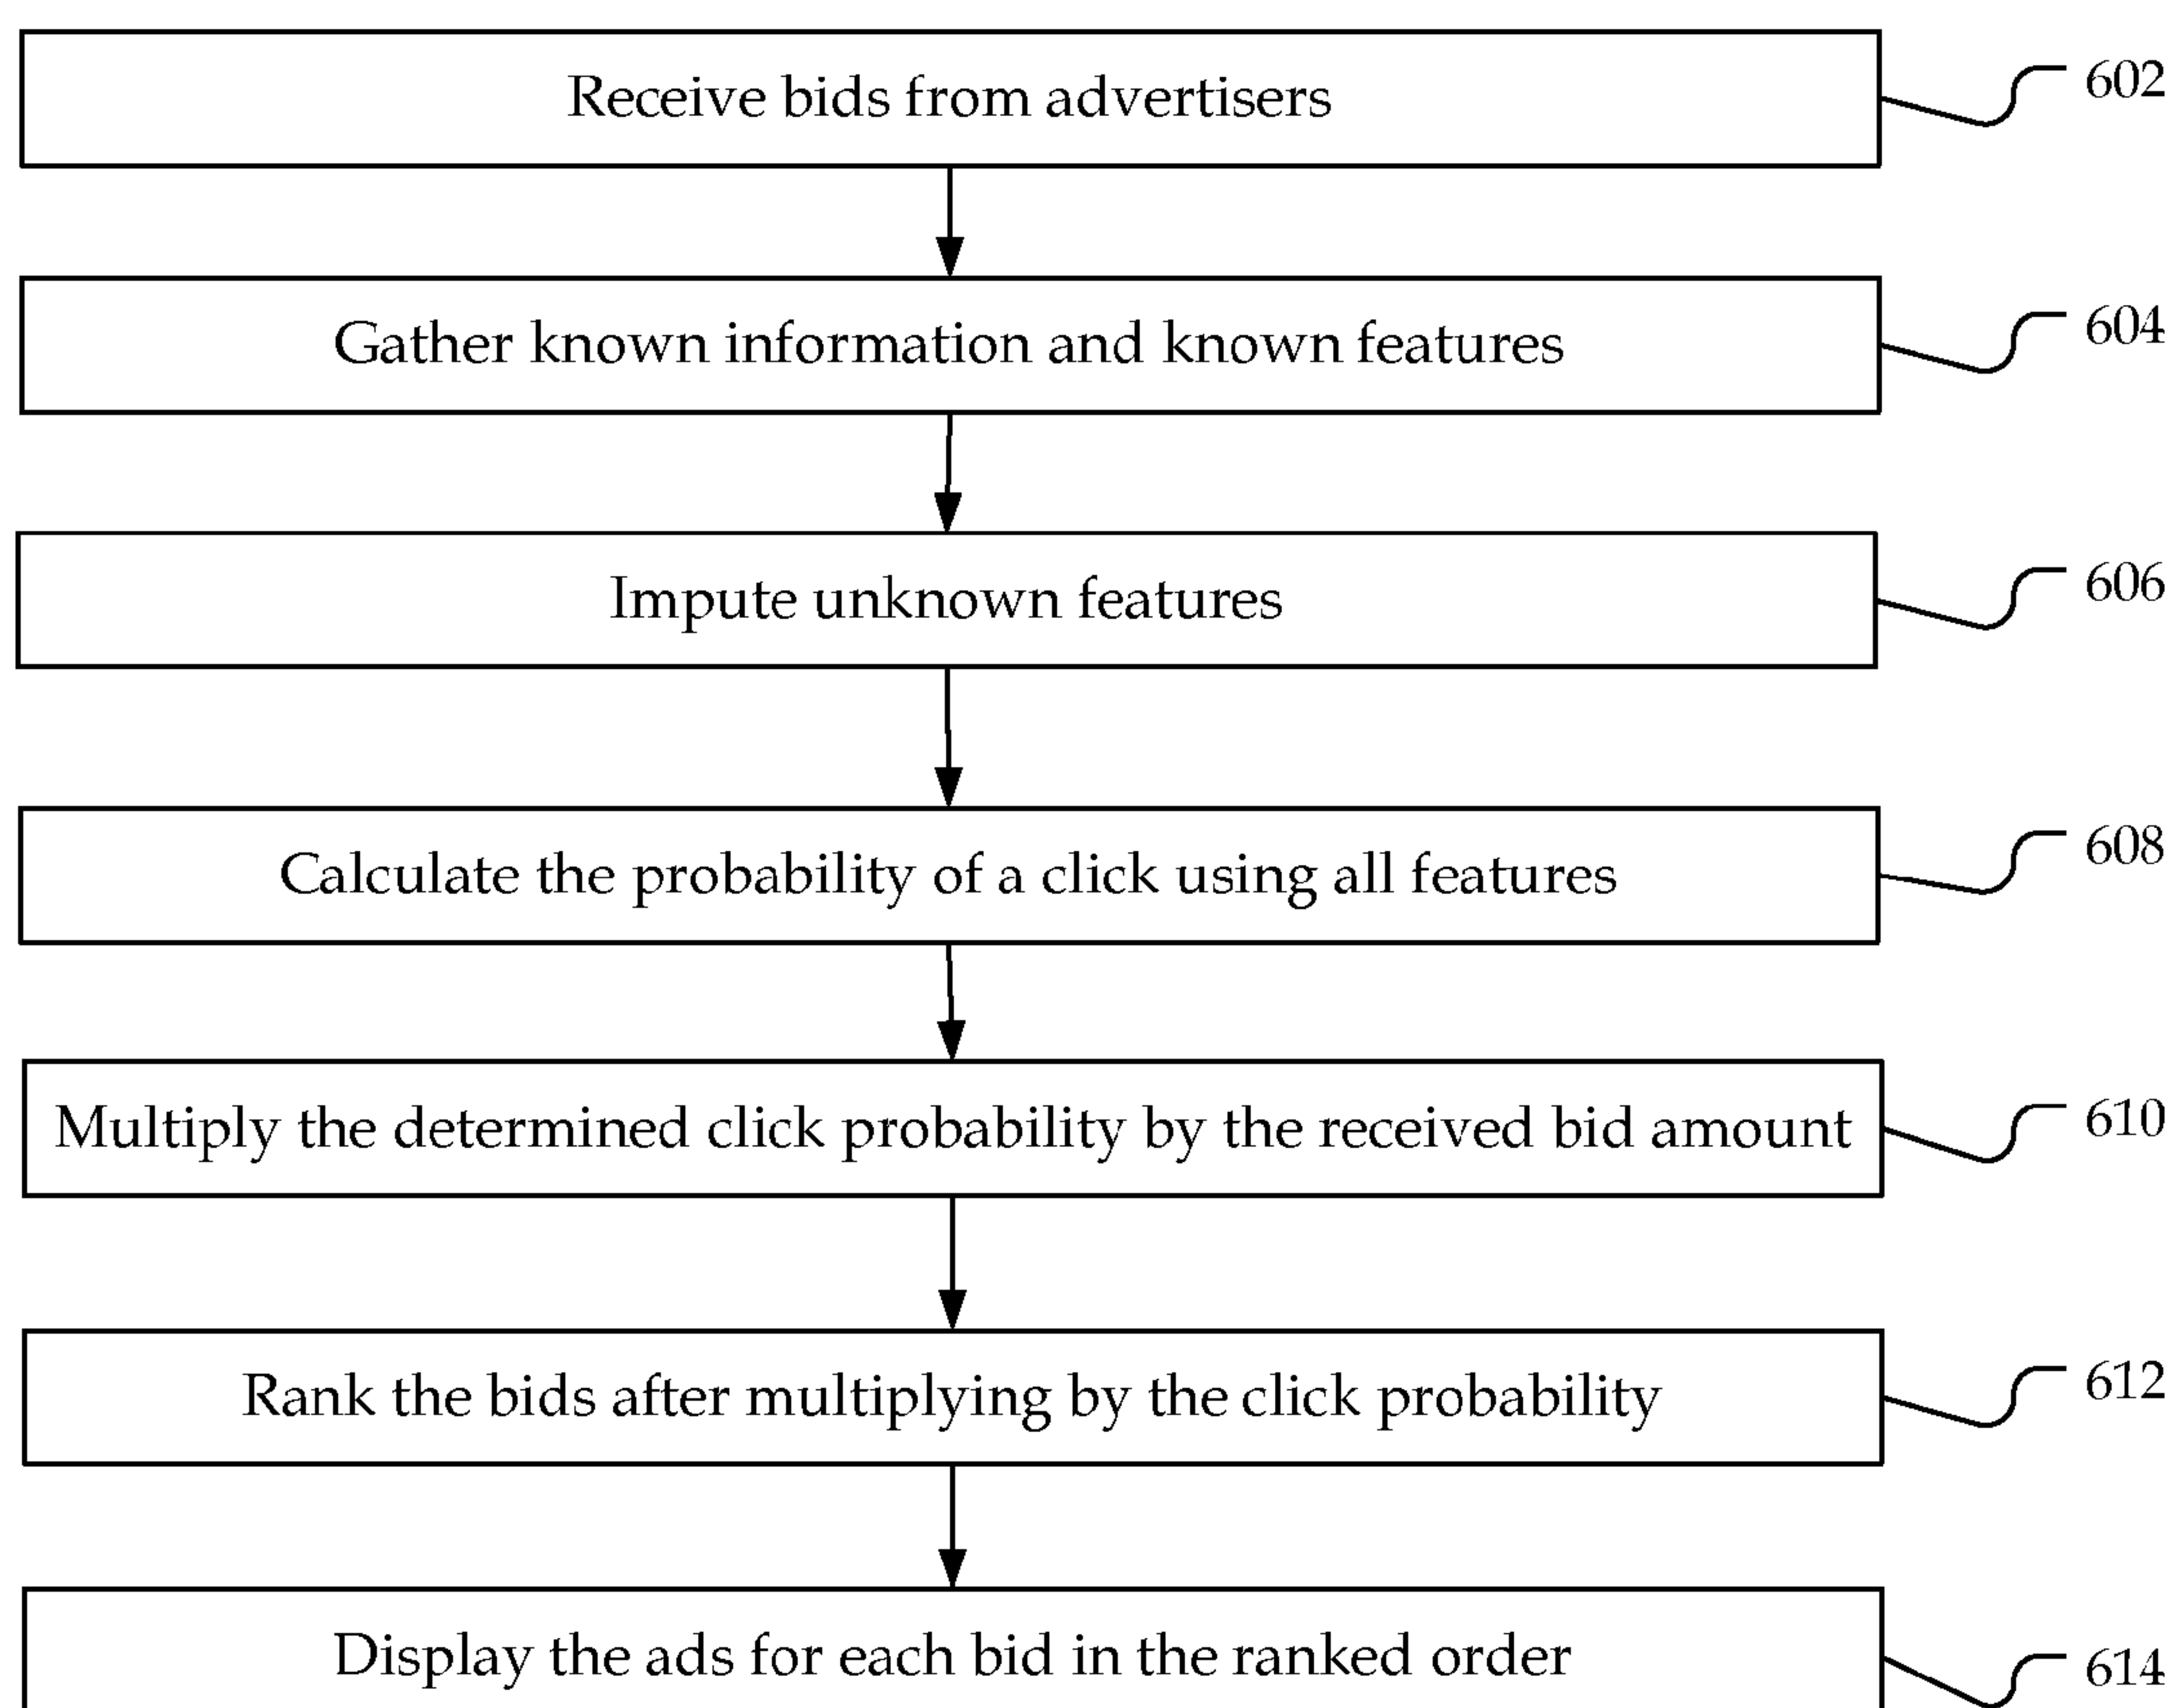 Receive bids from advertisers 602
Gather known information and known features 604
Impute unknown features 606
Calculate the probability of a click using all features 608
Multiply the determined click probability by the received bid amount 610
Rank the bids after multiplying by the click probability 612
Display the ads for each bid in the ranked order 614